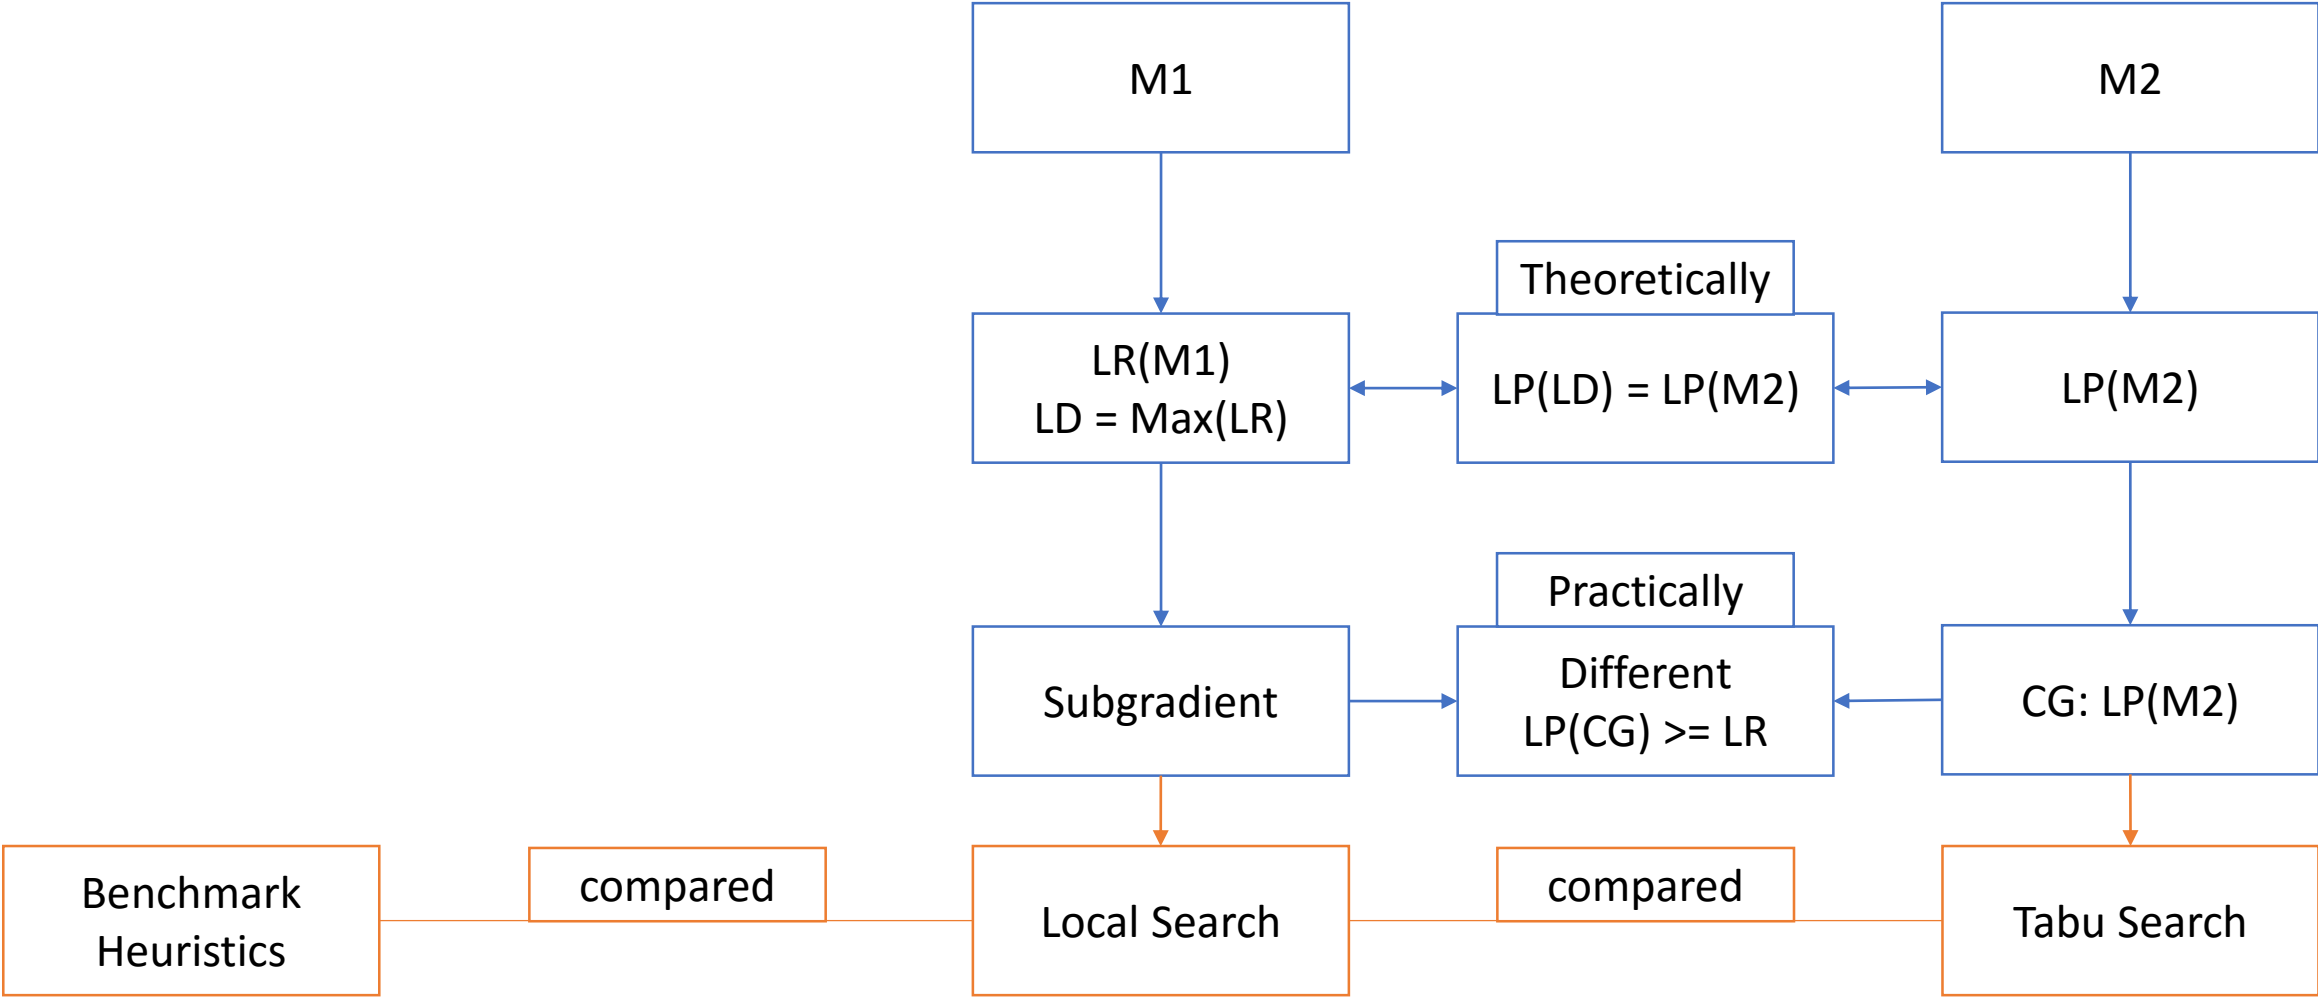 M1
M2
Theoretically
LR(M1)
LD = Max(LR)
LP(LD) = LP(M2)
LP(M2)
Practically
Subgradient
Different
LP(CG) >= LR
CG: LP(M2)
Benchmark
Heuristics
compared
Local Search
compared
Tabu Search